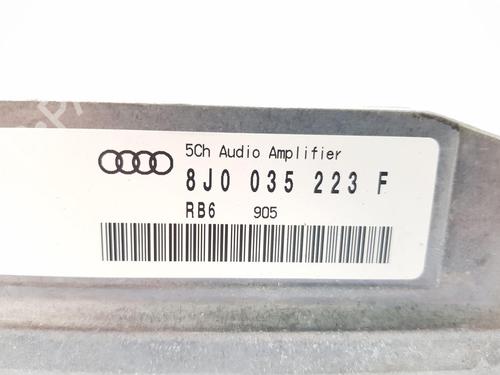 5Ch Audio Amplifier
8J0 035 223 F
RB6 905